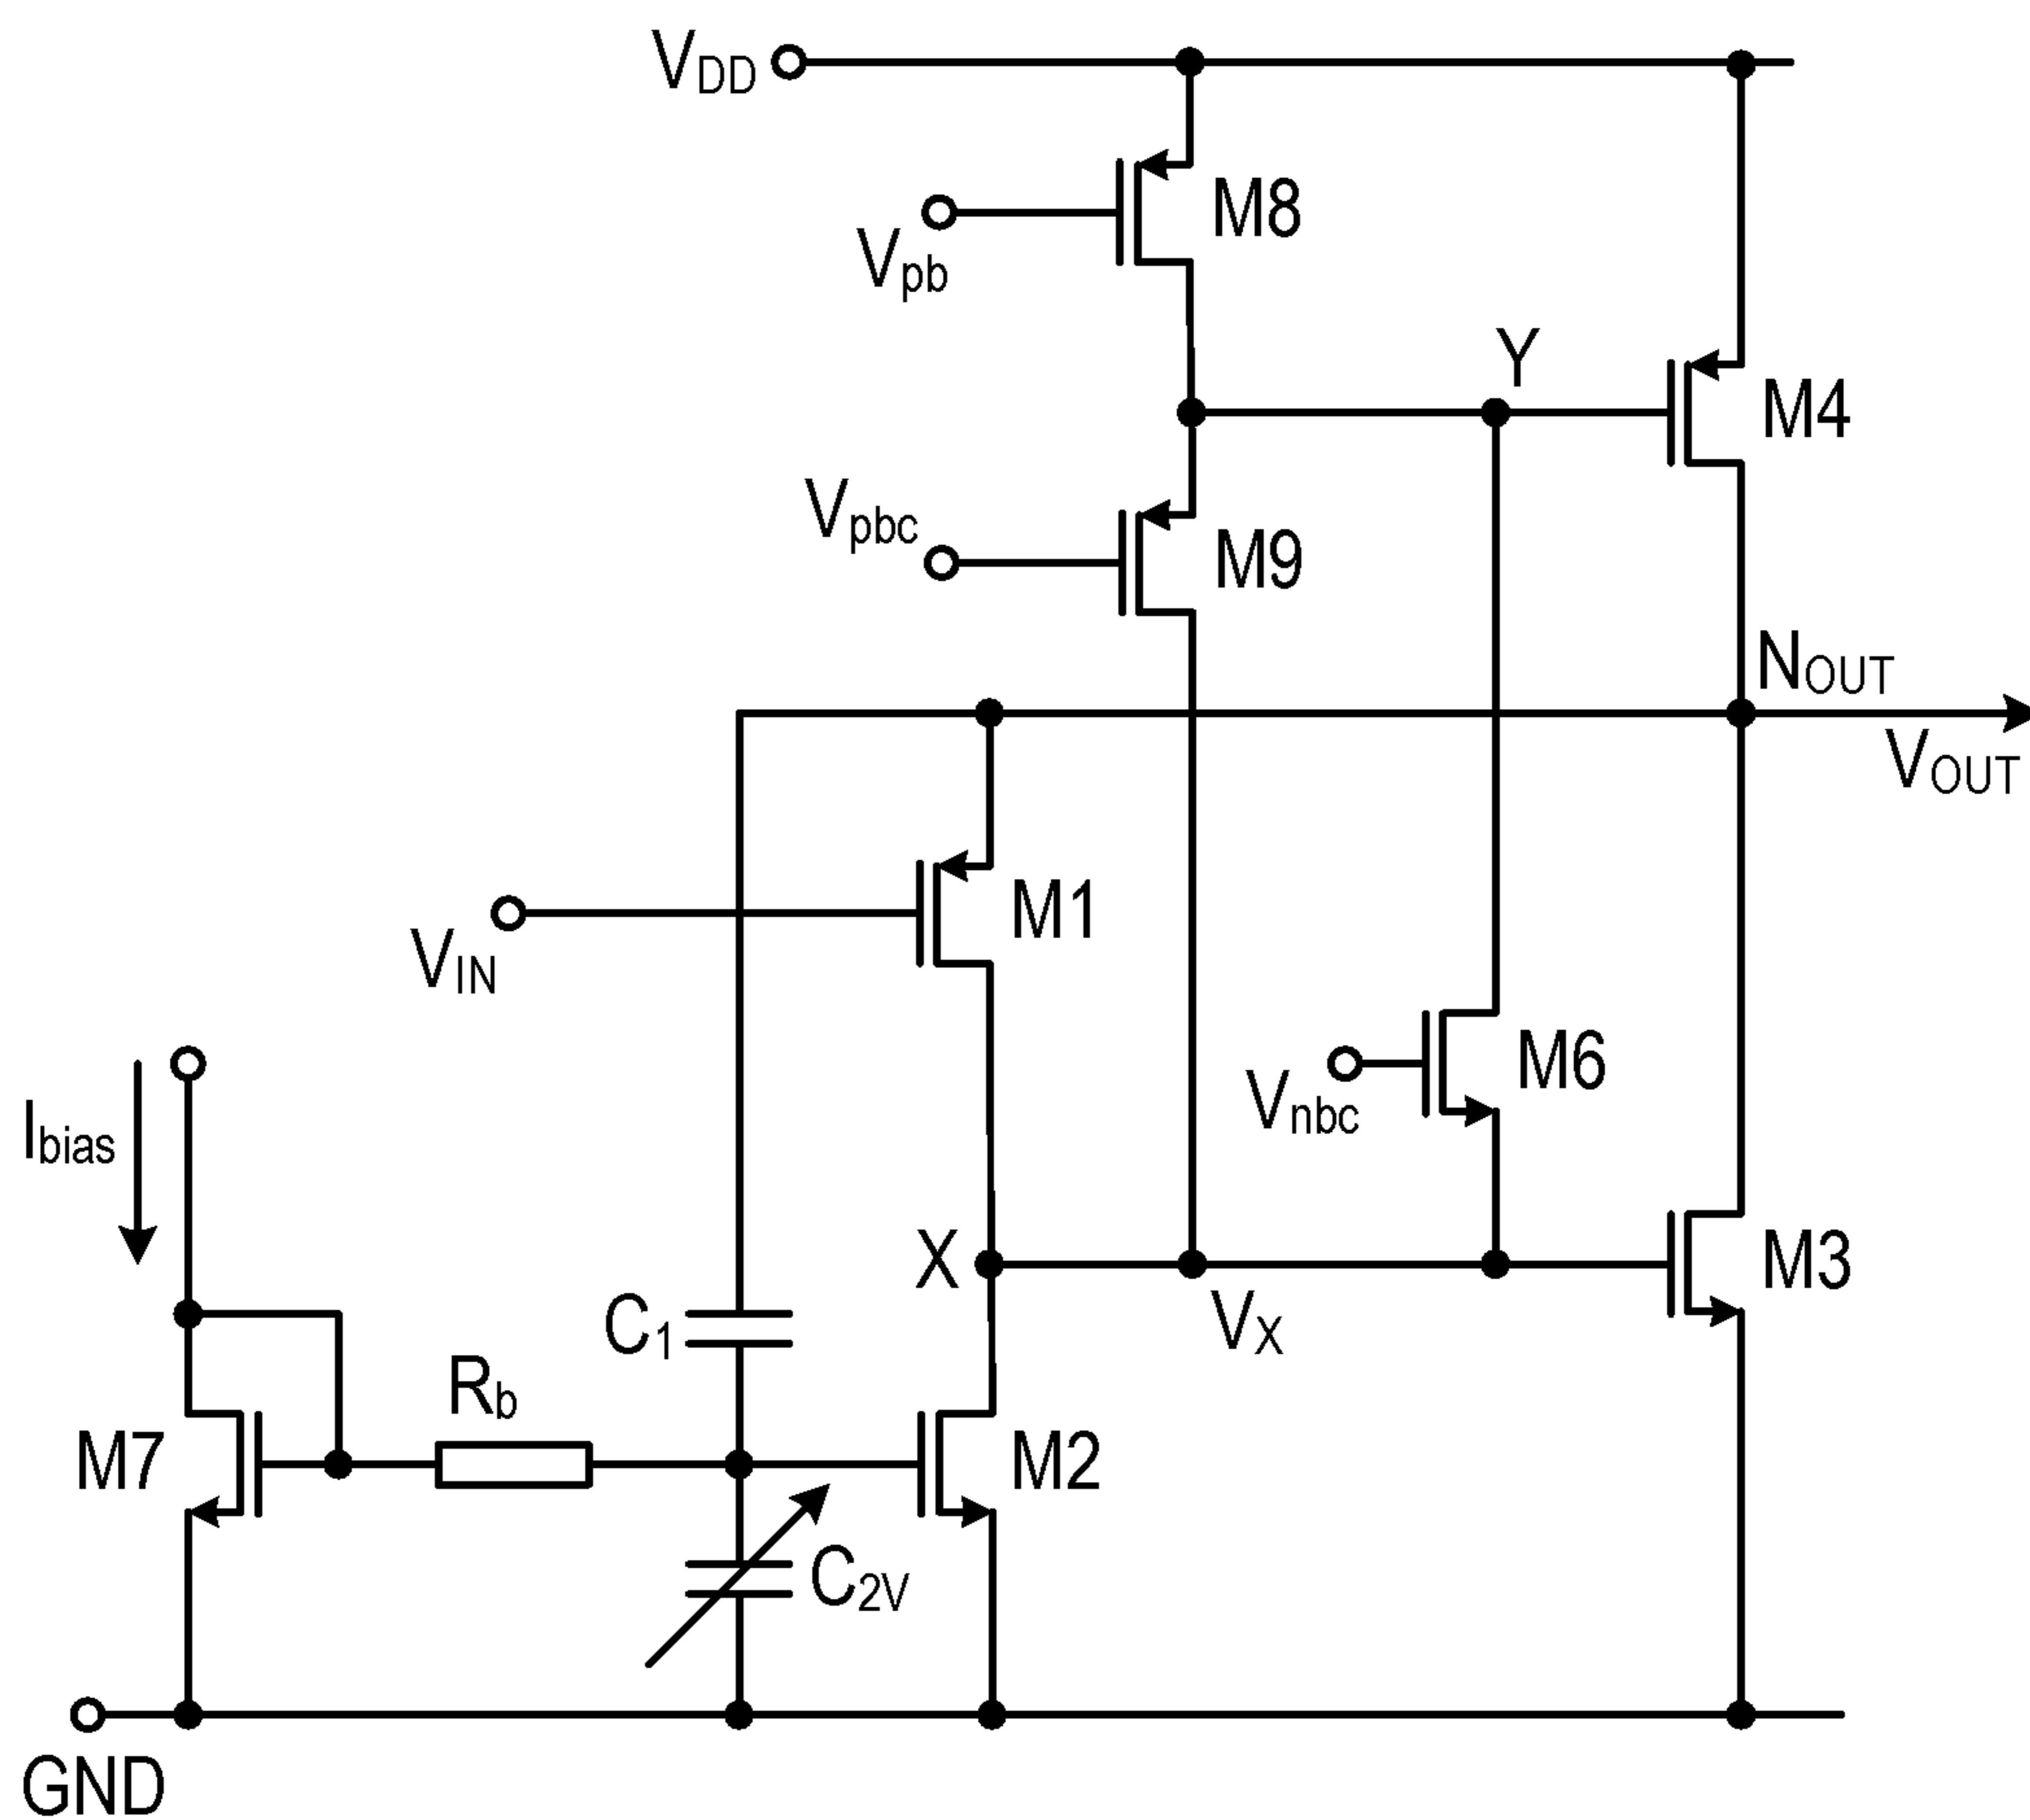 VDD
M8
Vpb
Y
M4
Vpbc
M9
NOUT
VOUT
M1
VIN
M6
Vnbc
Ibias
X
M3
VX
C1
Rb
M7
M2
C2V
GND